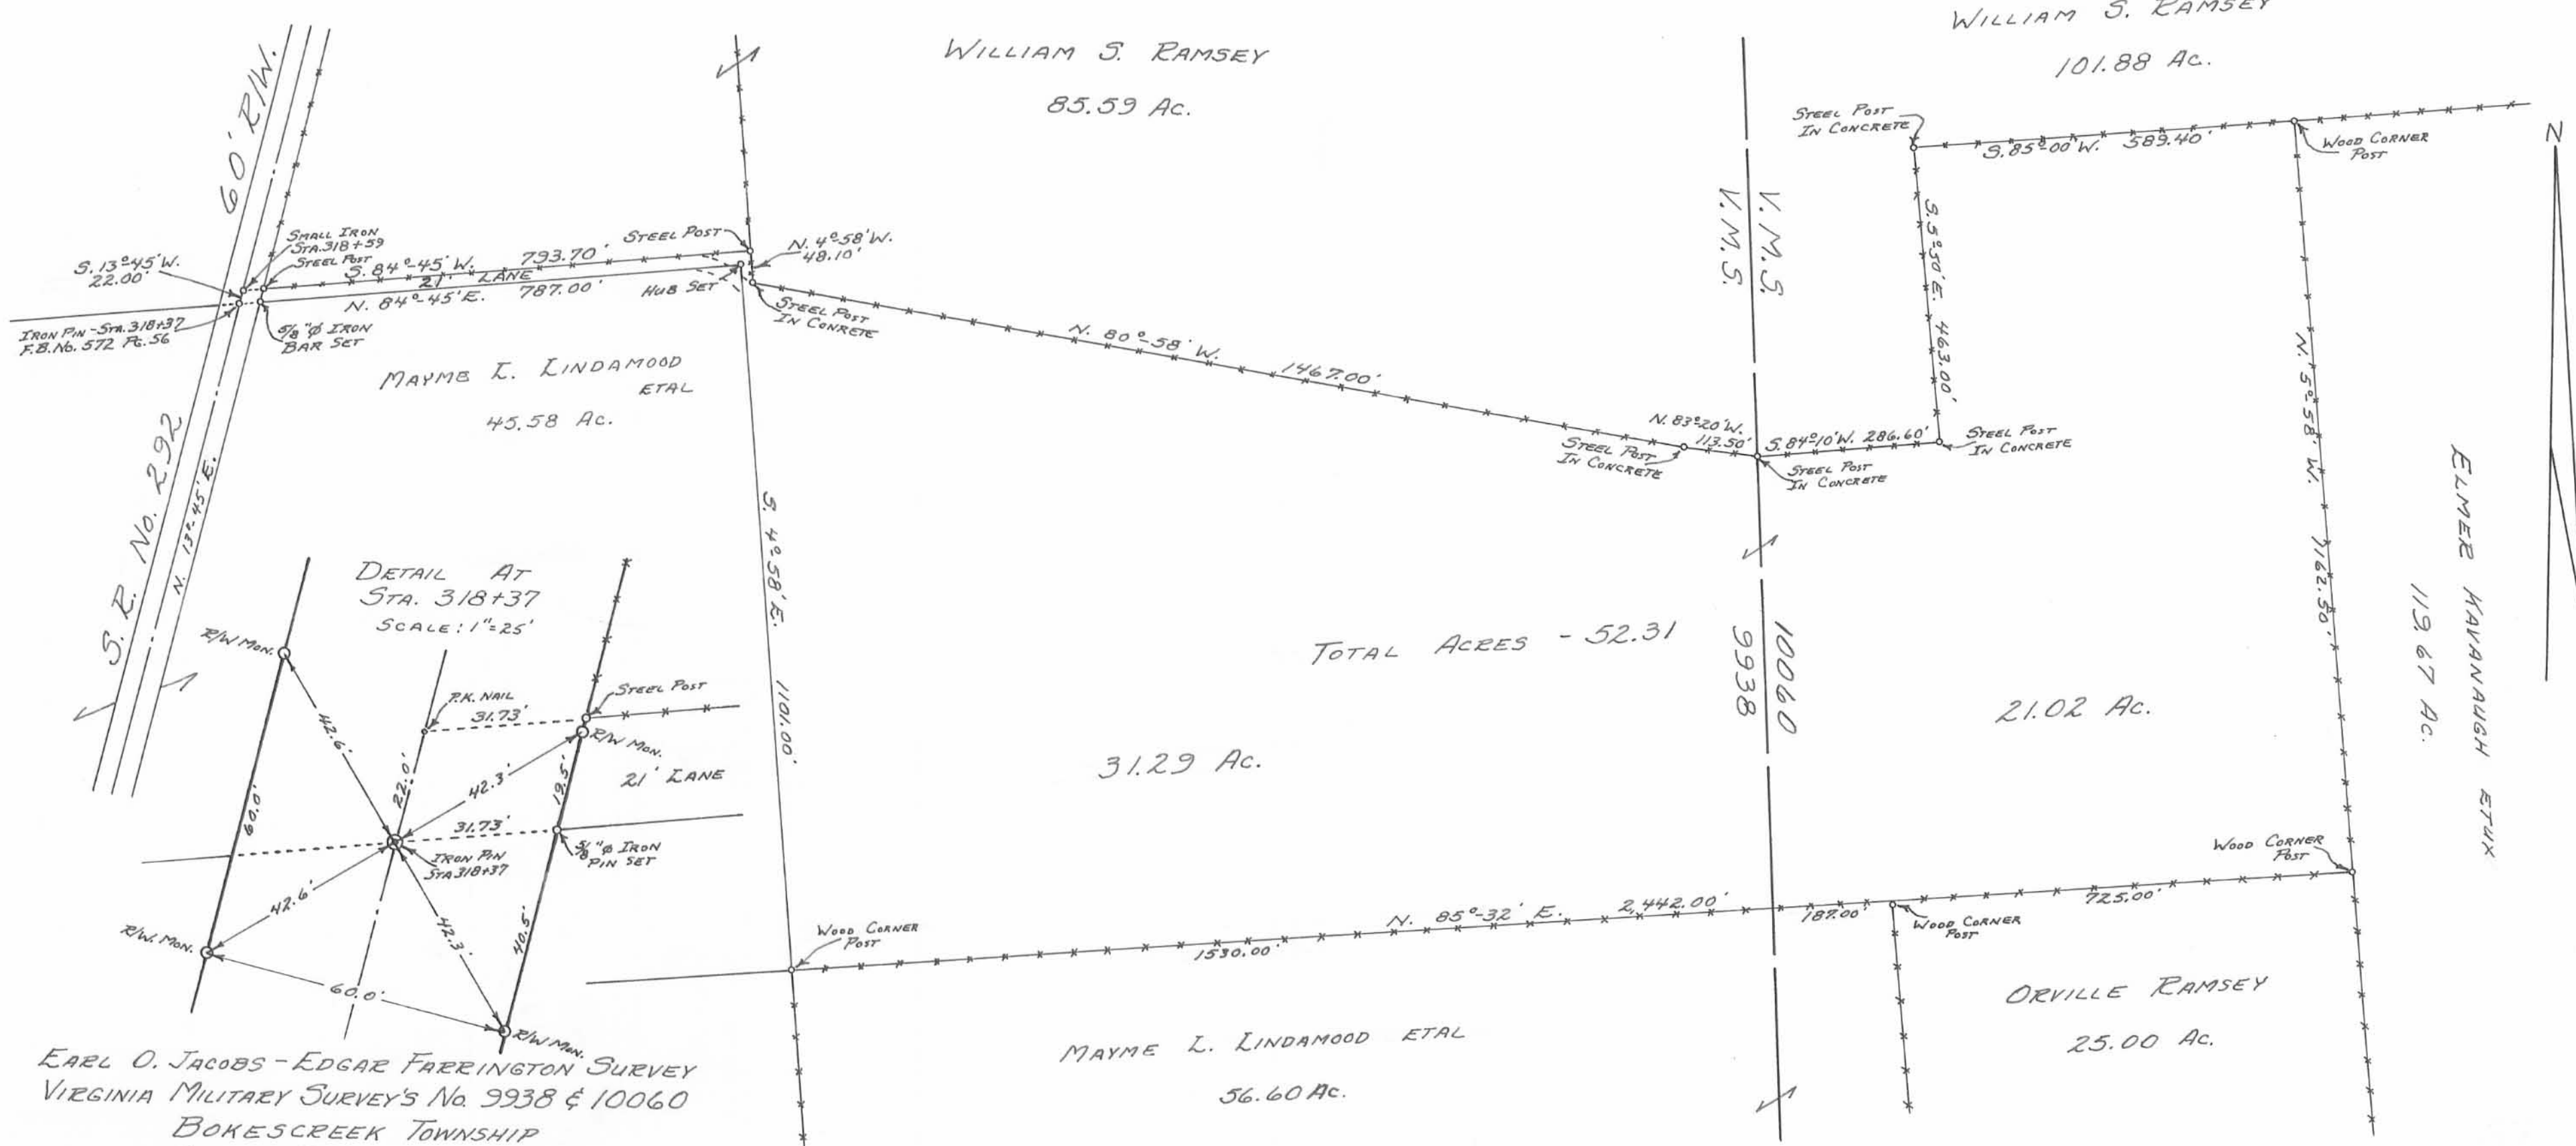 WILLIAM S. RAMSEY
101.88 Ac.
WILLIAM S. RAMSEY
85.59 Ac.
60' R/W.
STEEL POST
IN CONCRETE
S. 85°-00' W. 589.40'
WOOD CORNER
POST
N
V.M.S.
V.M.S.
S. 5°-50' E. 463.00'
SMALL IRON
STA. 318+59
STEEL POST
S. 13°-45' W.
22.00'
S. 84°-45' W. 793.70'
STEEL POST
N. 4°-58' W.
48.10'
21' LANE
N. 84°-45' E. 787.00'
HUB SET
STEEL POST
IN CONRETE
IRON PIN - STA. 318+37
F.B. No. 572 PG. 56
5/8" Ø IRON
BAR SET
N. 80°-58' W. 1467.00'
MAYME L. LINDAMOOD
ETAL
45.58 Ac.
N. 83°-20' W.
113.50'
S. 84°-10' W. 286.60'
STEEL POST
IN CONCRETE
STEEL POST
IN CONCRETE
STEEL POST
IN CONCRETE
N. 5°-58' W. 1162.50'
ELMER KAVANAUGH ETUX
119.67 Ac.
S. R. No. 292
N. 13°-45' E.
S. 4°-58' E. 1101.00'
DETAIL AT
STA. 318+37
SCALE: 1"=25'
R/W MON.
P.K. NAIL
31.73'
STEEL POST
R/W MON.
42.6'
22.0'
42.3'
19.5'
21' LANE
60.0'
31.73'
IRON PIN
STA 318+37
5/8" Ø IRON
PIN SET
42.6'
42.3'
40.5'
R/W. MON.
60.0'
R/W MON.
TOTAL ACRES - 52.31
10060
9938
31.29 Ac.
21.02 Ac.
WOOD CORNER
POST
WOOD CORNER
POST
N. 85°-32' E. 2,442.00'
1530.00'
187.00'
725.00'
WOOD CORNER
POST
ORVILLE RAMSEY
25.00 Ac.
MAYME L. LINDAMOOD ETAL
56.60 Ac.
EARL O. JACOBS - EDGAR FARRINGTON SURVEY
VIRGINIA MILITARY SURVEY'S No. 9938 & 10060
BOKESCREEK TOWNSHIP